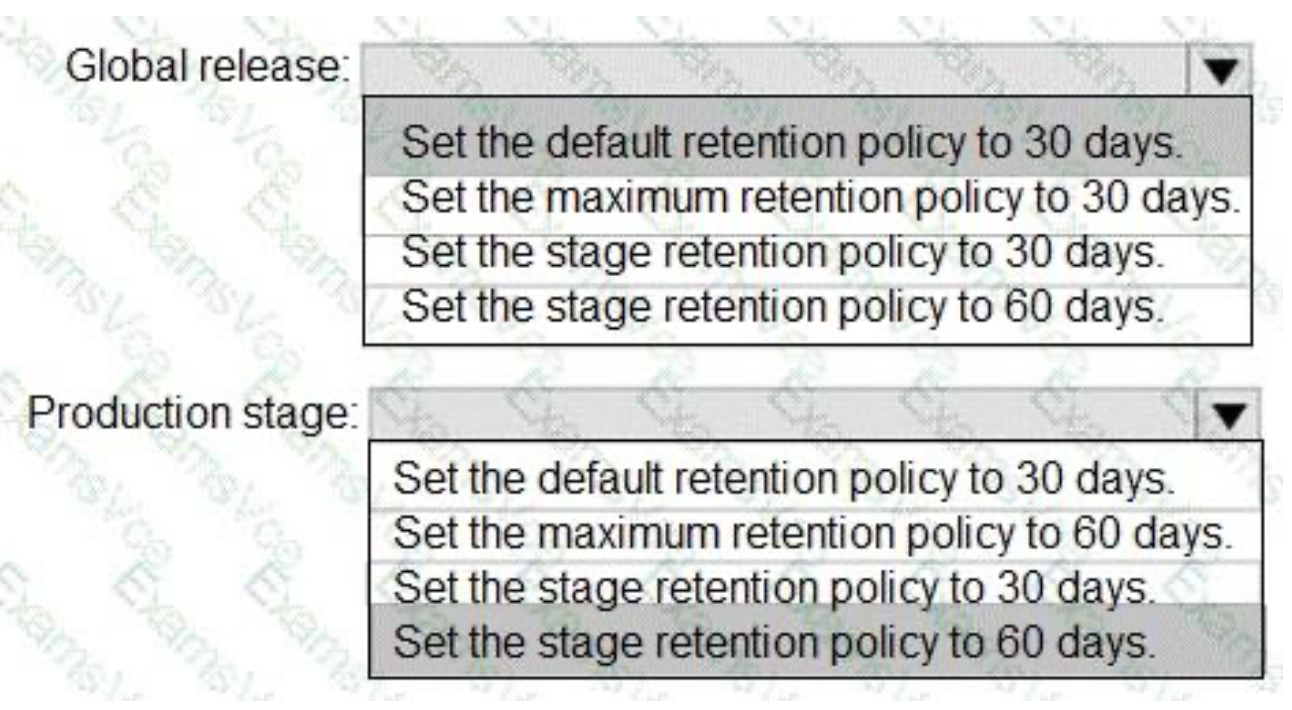 Global release:
Set the default retention policy to 30 days.
Set the maximum retention policy to 30 days.
Set the stage retention policy to 30 days.
Set the stage retention policy to 60 days.
Production stage:
Set the default retention policy to 30 days.
Set the maximum retention policy to 60 days.
Set the stage retention policy to 30 days.
Set the stage retention policy to 60 days.
ExamsVce